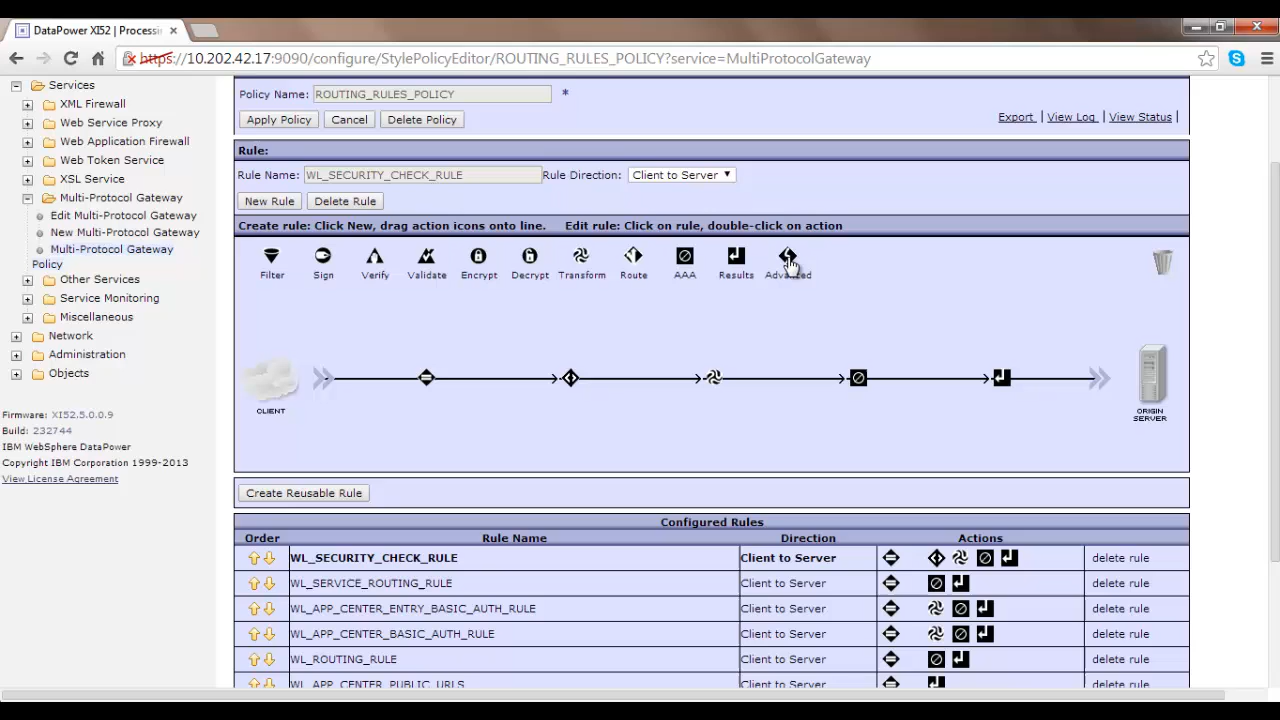 DataPower XI52 | Processin
https://10.202.42.17:9090/configure/StylePolicyEditor/ROUTING_RULES_POLICY?service=MultiProtocolGateway
Services
XML Firewall
Web Service Proxy
Web Application Firewall
Web Token Service
XSL Service
Multi-Protocol Gateway
Edit Multi-Protocol Gateway
New Multi-Protocol Gateway
Multi-Protocol Gateway
Policy
Other Services
Service Monitoring
Miscellaneous
Network
Administration
Objects
Firmware: XI52.5.0.0.9
Build: 232744
IBM WebSphere DataPower
Copyright IBM Corporation 1999-2013
View License Agreement
Policy Name: ROUTING_RULES_POLICY *
Apply Policy Cancel Delete Policy Export | View Log | View Status |
Rule:
Rule Name: WL_SECURITY_CHECK_RULE Rule Direction: Client to Server
New Rule Delete Rule
Create rule: Click New, drag action icons onto line. Edit rule: Click on rule, double-click on action
Filter Sign Verify Validate Encrypt Decrypt Transform Route AAA Results Advanced
CLIENT
ORIGIN
SERVER
Create Reusable Rule
Configured Rules
Order Rule Name Direction Actions
WL_SECURITY_CHECK_RULE Client to Server delete rule
WL_SERVICE_ROUTING_RULE Client to Server delete rule
WL_APP_CENTER_ENTRY_BASIC_AUTH_RULE Client to Server delete rule
WL_APP_CENTER_BASIC_AUTH_RULE Client to Server delete rule
WL_ROUTING_RULE Client to Server delete rule
WL_APP_CENTER_PUBLIC_URLS Client to Server delete rule